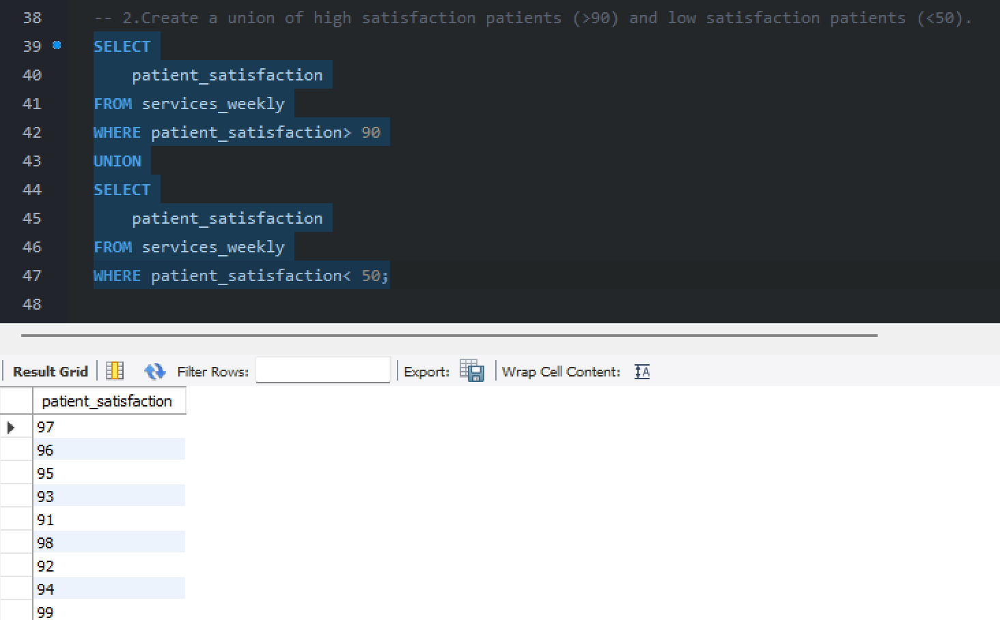 38 -- 2.Create a union of high satisfaction patients (>90) and low satisfaction patients (<50).
39 SELECT
40 patient_satisfaction
41 FROM services_weekly
42 WHERE patient_satisfaction> 90
43 UNION
44 SELECT
45 patient_satisfaction
46 FROM services_weekly
47 WHERE patient_satisfaction< 50;
48
Result Grid Filter Rows: Export: Wrap Cell Content: IA
patient_satisfaction
97
96
95
93
91
98
92
94
99